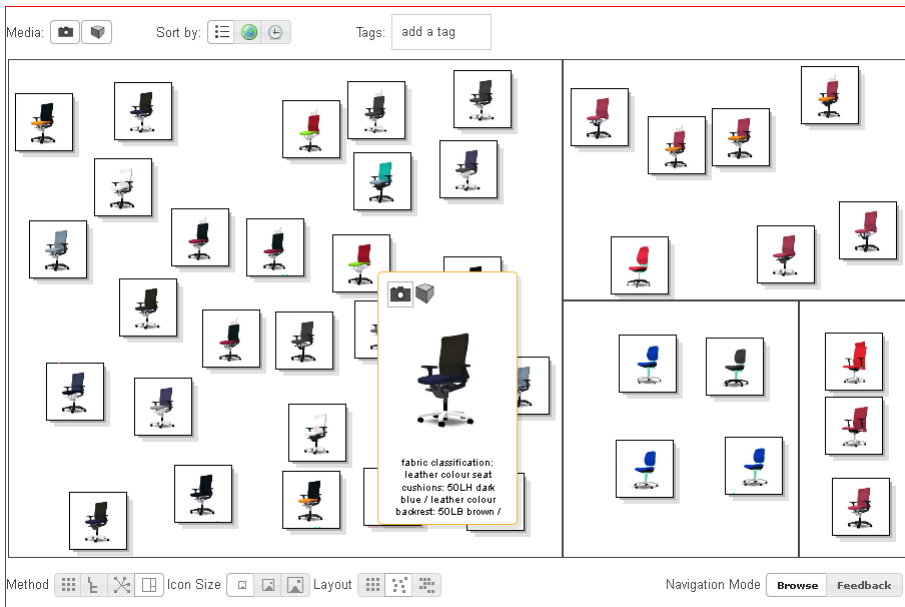 Media:
Sort by:
Tags:
add a tag
fabric classification:
leather colour seat
cushions: 50LH dark
blue / leather colour
backrest: 50LB brown /
Method
Icon Size
Layout
Navigation Mode
Browse
Feedback